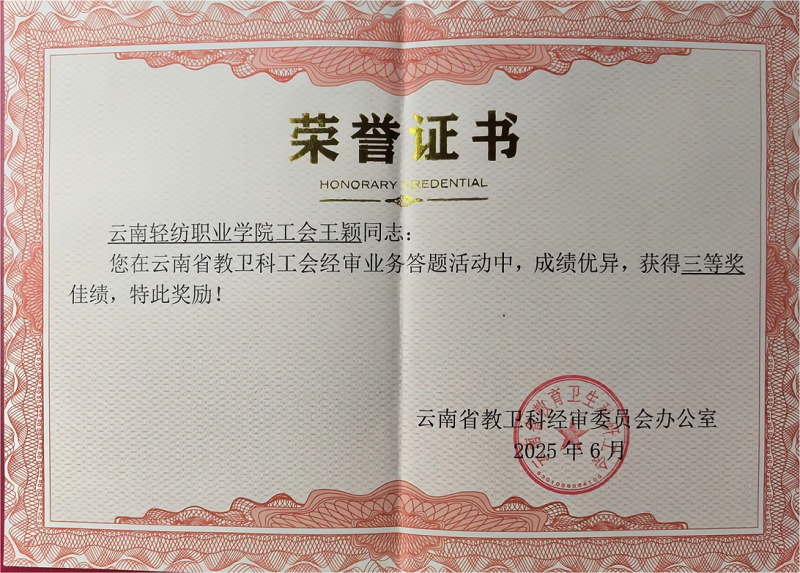 荣誉证书
HONORARY CREDENTIAL
云南轻纺职业学院工会王颖同志：
您在云南省教卫科工会经审业务答题活动中，成绩优异，获得三等奖
佳绩，特此奖励！
云南省教卫科经审委员会办公室
2025年6月